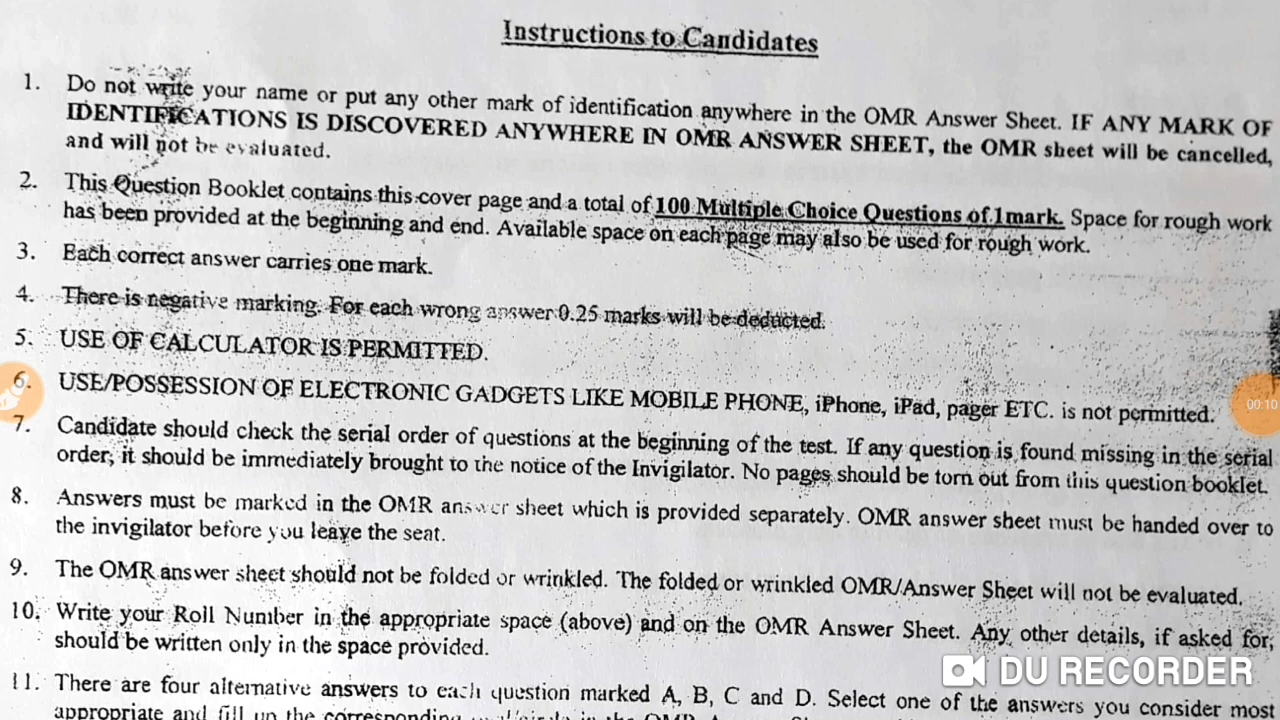 Instructions to Candidates
1. Do not write your name or put any other mark of identification anywhere in the OMR Answer Sheet. IF ANY MARK OF
IDENTIFICATIONS IS DISCOVERED ANYWHERE IN OMR ANSWER SHEET, the OMR sheet will be cancelled,
and will not be evaluated.
2. This Question Booklet contains this cover page and a total of 100 Multiple Choice Questions of 1mark. Space for rough work
has been provided at the beginning and end. Available space on each page may also be used for rough work.
3. Each correct answer carries one mark.
4. There is negative marking. For each wrong answer 0.25 marks will be deducted.
5. USE OF CALCULATOR IS PERMITTED.
6. USE/POSSESSION OF ELECTRONIC GADGETS LIKE MOBILE PHONE, iPhone, iPad, pager ETC. is not permitted.
00:10
7. Candidate should check the serial order of questions at the beginning of the test. If any question is found missing in the serial
order, it should be immediately brought to the notice of the Invigilator. No pages should be torn out from this question booklet.
8. Answers must be marked in the OMR answer sheet which is provided separately. OMR answer sheet must be handed over to
the invigilator before you leave the seat.
9. The OMR answer sheet should not be folded or wrinkled. The folded or wrinkled OMR/Answer Sheet will not be evaluated.
10. Write your Roll Number in the appropriate space (above) and on the OMR Answer Sheet. Any other details, if asked for,
should be written only in the space provided.
DU RECORDER
11. There are four alternative answers to each question marked A, B, C and D. Select one of the answers you consider most
appropriate and fill up the corresponding in the OMR